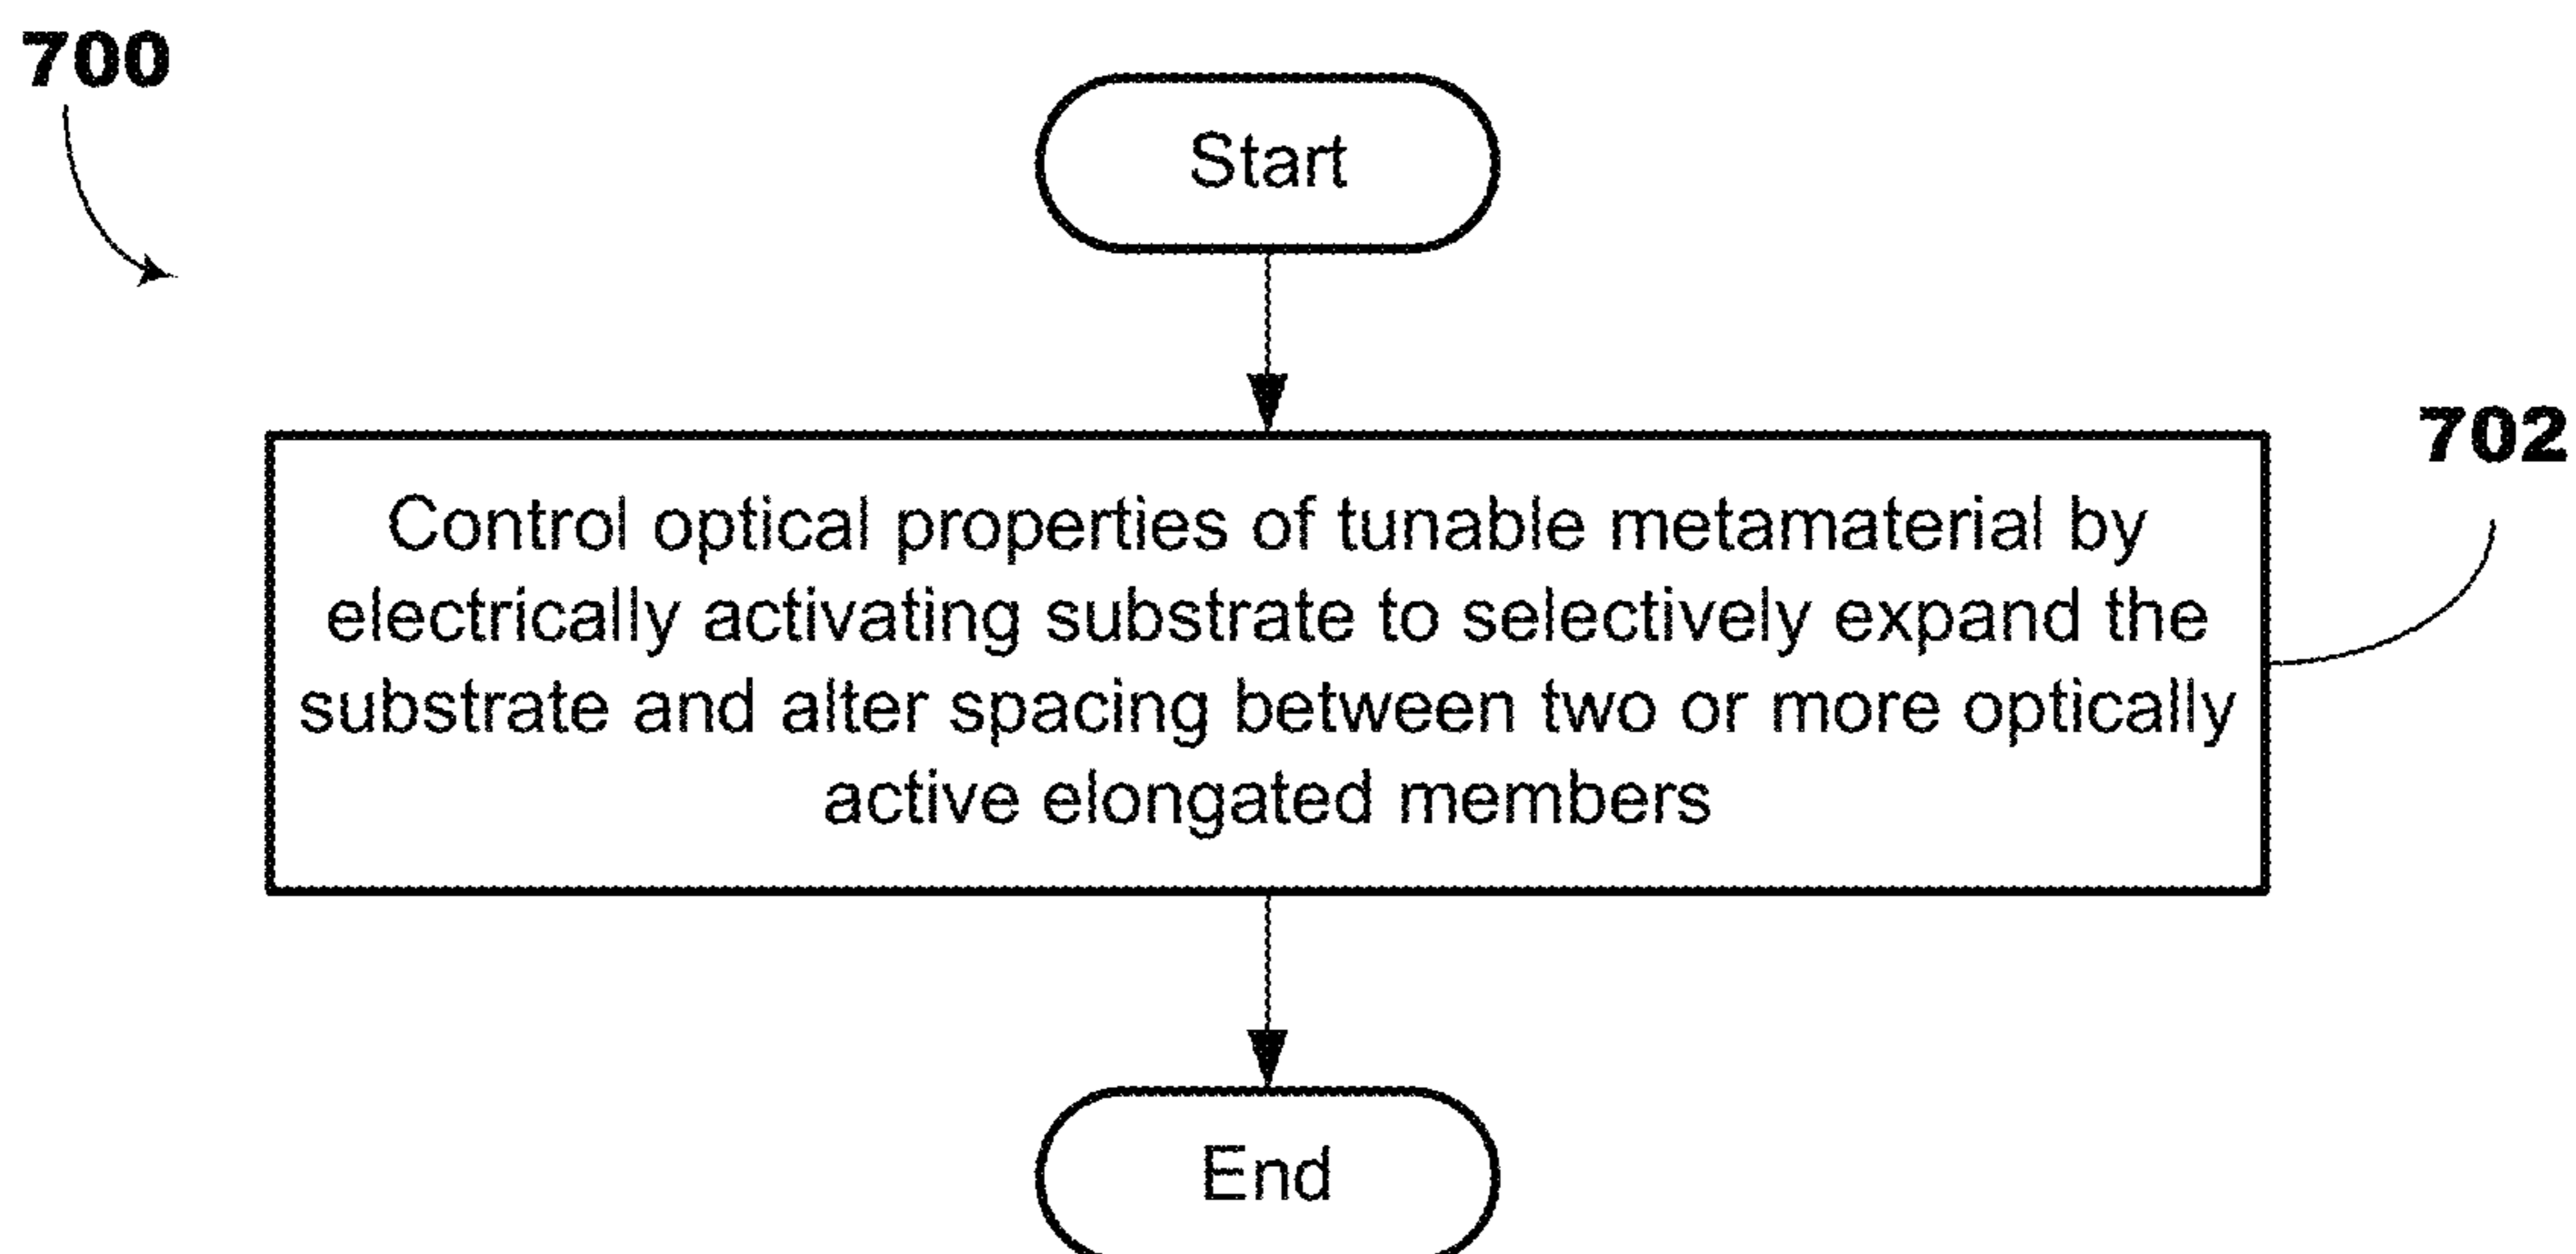 700
Start
702
Control optical properties of tunable metamaterial by
electrically activating substrate to selectively expand the
substrate and alter spacing between two or more optically
active elongated members
End